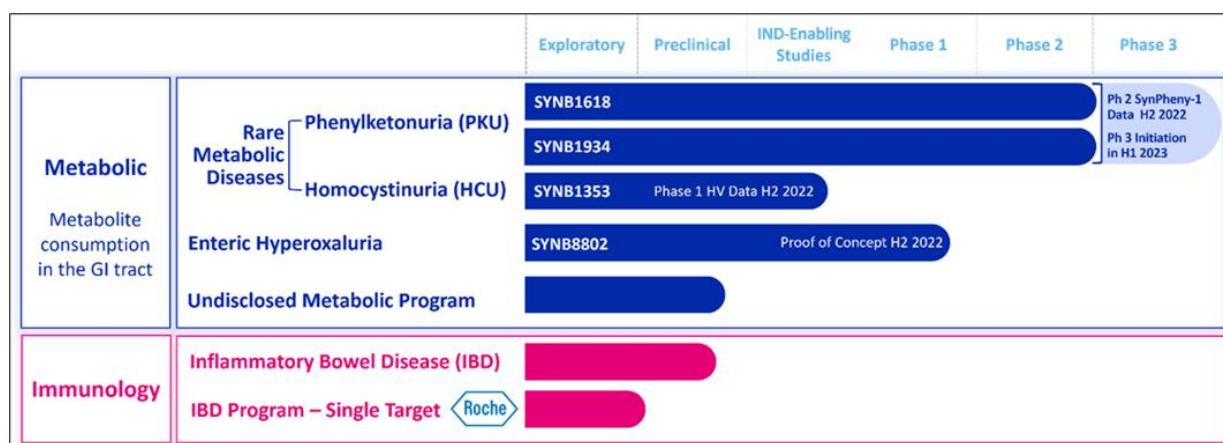 Exploratory
Preclinical
IND-Enabling
Studies
Phase 1
Phase 2
Phase 3
Metabolic
Metabolite
consumption
in the GI tract
Rare
Metabolic
Diseases
Phenylketonuria (PKU)
SYNB1618
SYNB1934
Ph 2 SynPheny-1
Data H2 2022
Ph 3 Initiation
in H1 2023
Homocystinuria (HCU)
SYNB1353
Phase 1 HV Data H2 2022
Enteric Hyperoxaluria
SYNB8802
Proof of Concept H2 2022
Undisclosed Metabolic Program
Immunology
Inflammatory Bowel Disease (IBD)
IBD Program – Single Target
Roche